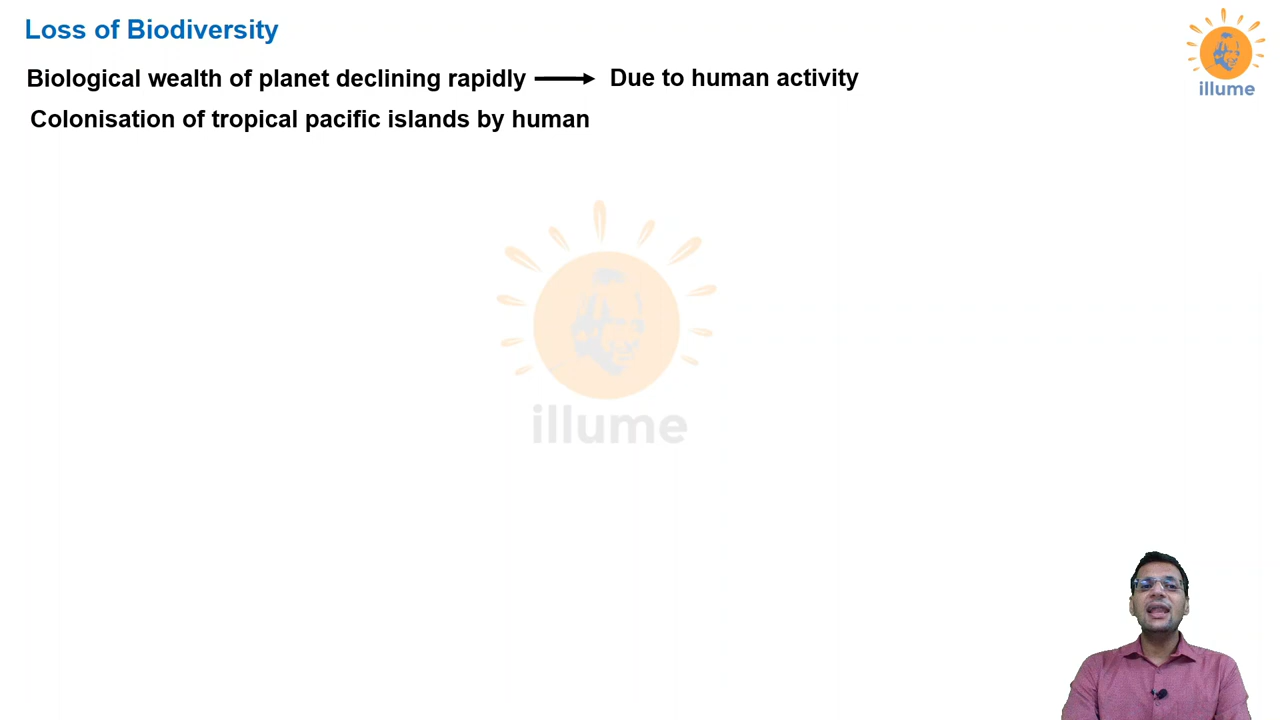 Loss of Biodiversity
Biological wealth of planet declining rapidly → Due to human activity
Colonisation of tropical pacific islands by human
illume
illume